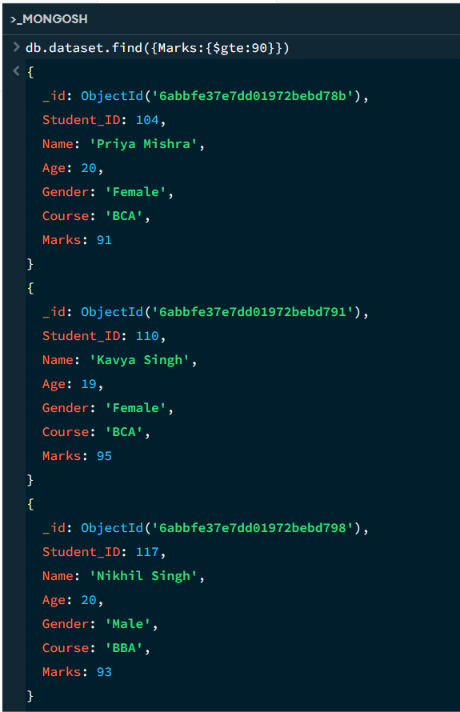 >_MONGOSH
> db.dataset.find({Marks:{$gte:90}})
< {
_id: ObjectId('6abbfe37e7dd01972bebd78b'),
Student_ID: 104,
Name: 'Priya Mishra',
Age: 20,
Gender: 'Female',
Course: 'BCA',
Marks: 91
}
{
_id: ObjectId('6abbfe37e7dd01972bebd791'),
Student_ID: 110,
Name: 'Kavya Singh',
Age: 19,
Gender: 'Female',
Course: 'BCA',
Marks: 95
}
{
_id: ObjectId('6abbfe37e7dd01972bebd798'),
Student_ID: 117,
Name: 'Nikhil Singh',
Age: 20,
Gender: 'Male',
Course: 'BBA',
Marks: 93
}